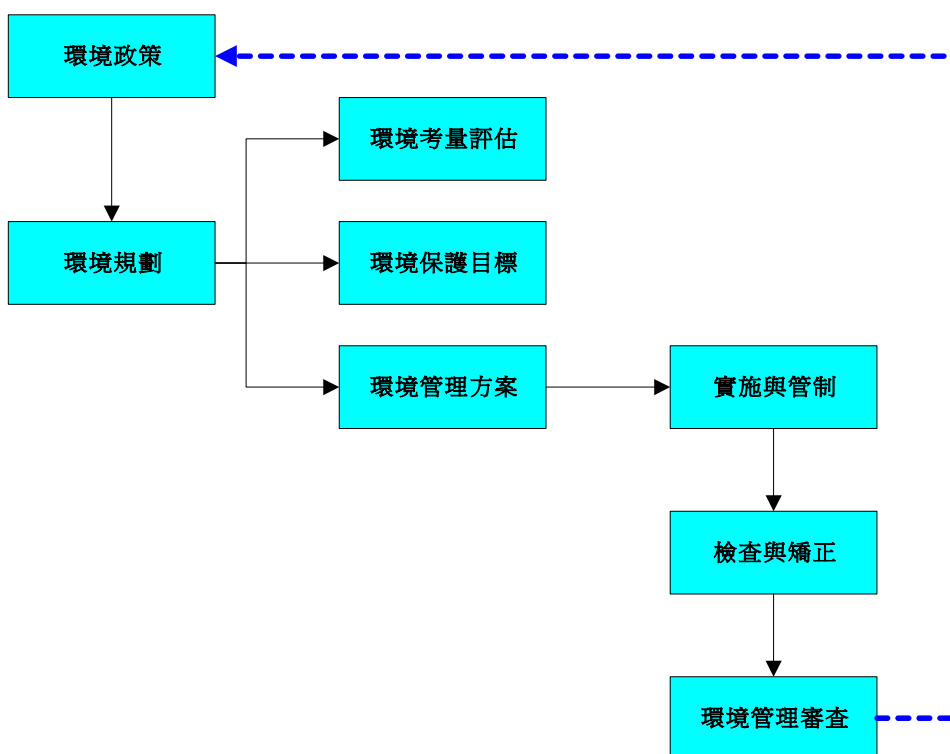 環境政策
環境考量評估
環境規劃
環境保護目標
環境管理方案
實施與管制
檢查與矯正
環境管理審查